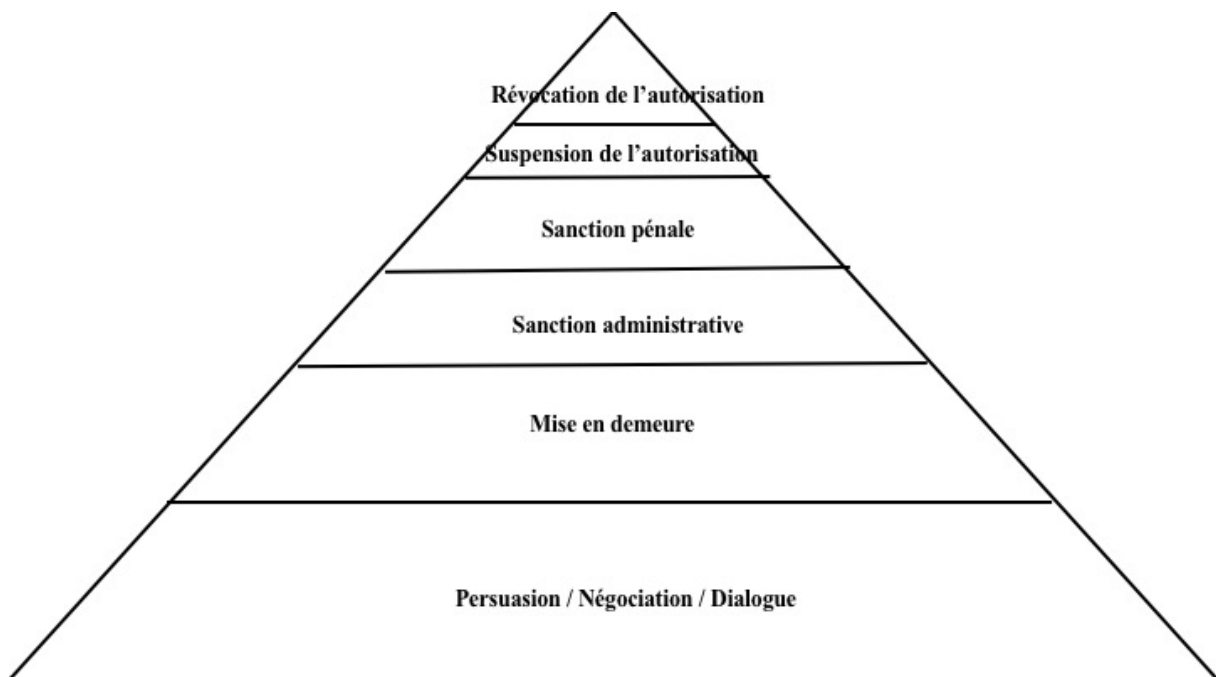 Révocation de l’autorisation
Suspension de l’autorisation
Sanction pénale
Sanction administrative
Mise en demeure
Persuasion / Négociation / Dialogue